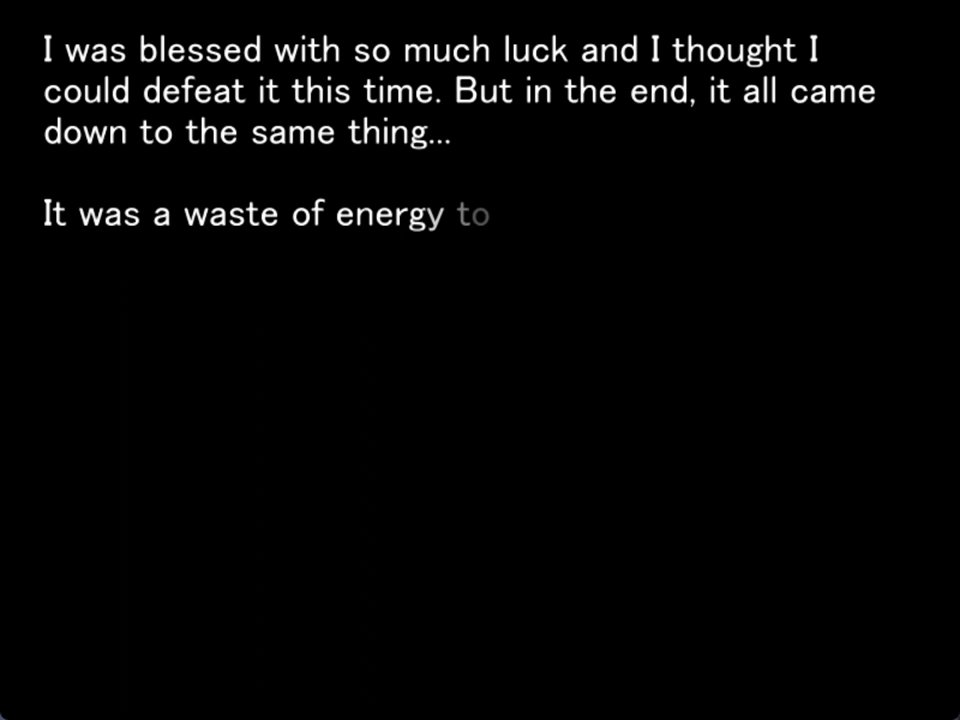 I was blessed with so much luck and I thought I
could defeat it this time. But in the end, it all came
down to the same thing...
It was a waste of energy to